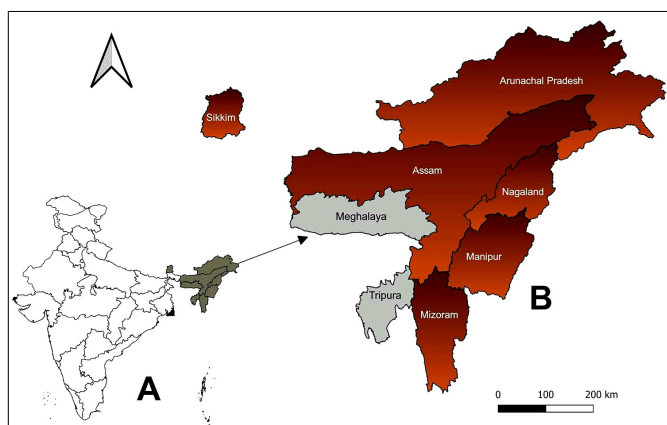 Arunachal Pradesh
Sikkim
Assam
Nagaland
Meghalaya
Manipur
B
Tripura
Mizoram
A
0 100 200 km